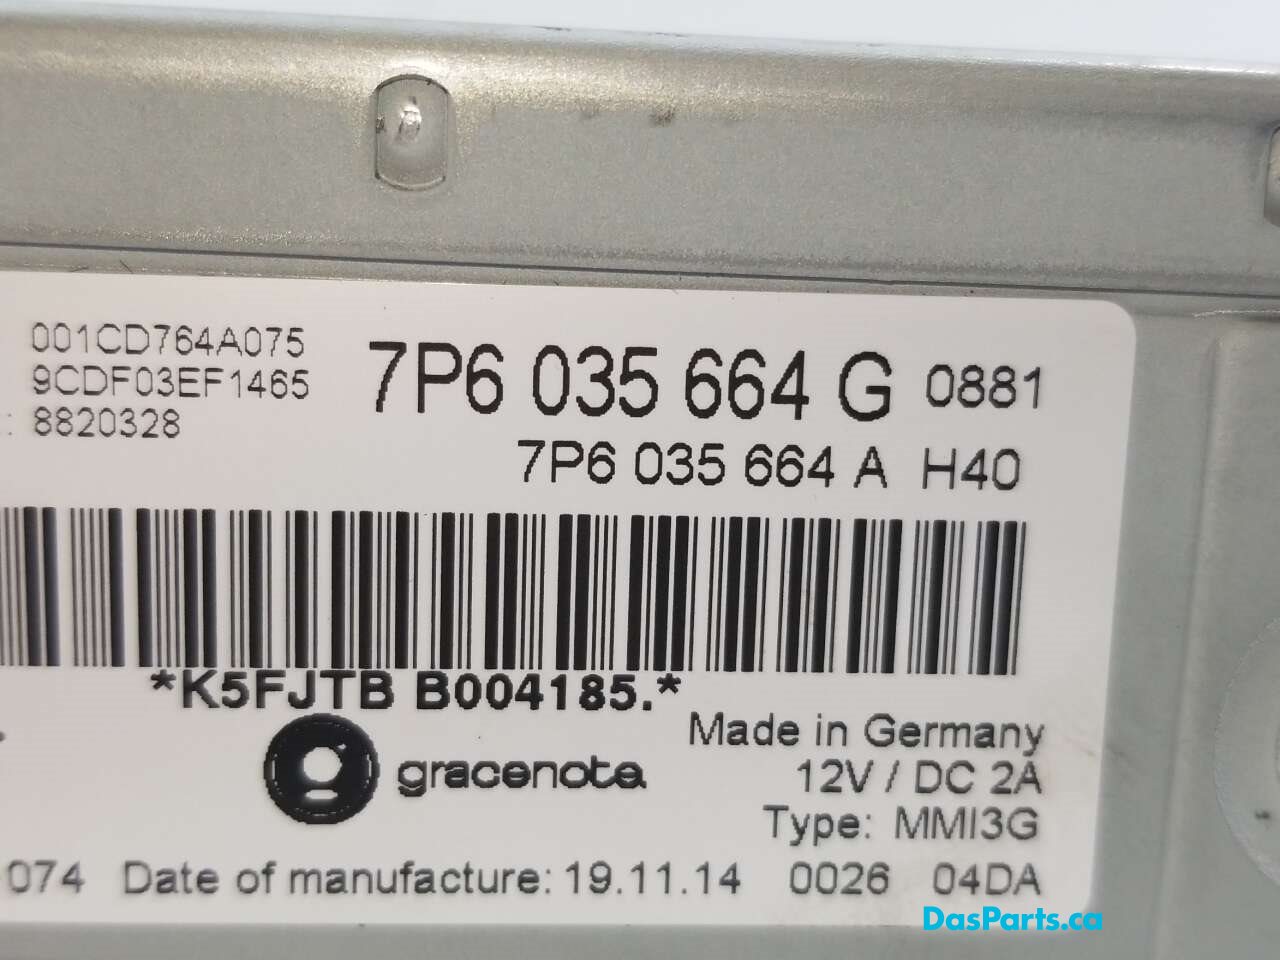 001CD764A075
9CDF03EF1465
: 8820328
7P6 035 664 G 0881
7P6 035 664 A H40
*K5FJTB B004185.*
gracenote
Made in Germany
12V / DC 2A
Type: MMI3G
074 Date of manufacture: 19.11.14 0026 04DA
DasParts.ca